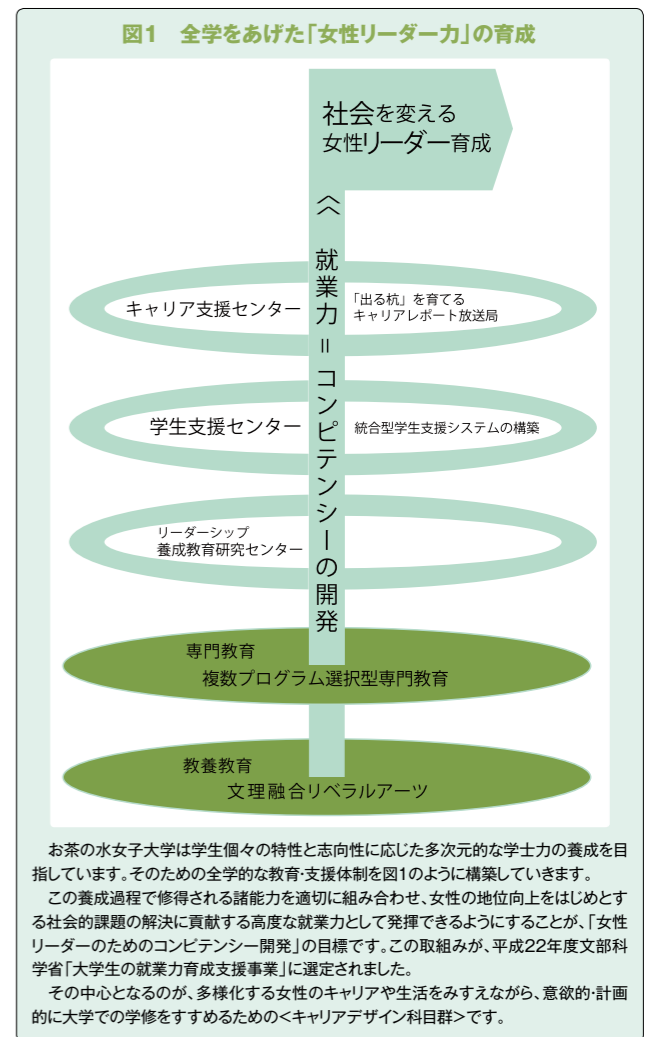 図1 全学をあげた「女性リーダー力」の育成
社会を変える
女性リーダー育成
︿︿ 就業力＝コンピテンシーの開発
キャリア支援センター
「出る杭」を育てる
キャリアレポート放送局
学生支援センター
統合型学生支援システムの構築
リーダーシップ
養成教育研究センター
専門教育
複数プログラム選択型専門教育
教養教育
文理融合リベラルアーツ
お茶の水女子大学は学生個々の特性と志向性に応じた多次元的な学士力の養成を目
指しています。そのための全学的な教育・支援体制を図1のように構築していきます。
この養成過程で修得される諸能力を適切に組み合わせ、女性の地位向上をはじめとす
る社会的課題の解決に貢献する高度な就業力として発揮できるようにすることが、「女性
リーダーのためのコンピテンシー開発」の目標です。この取組みが、平成22年度文部科
学省「大学生の就業力育成支援事業」に選定されました。
その中心となるのが、多様化する女性のキャリアや生活をみすえながら、意欲的・計画
的に大学での学修をすすめるための<キャリアデザイン科目群>です。